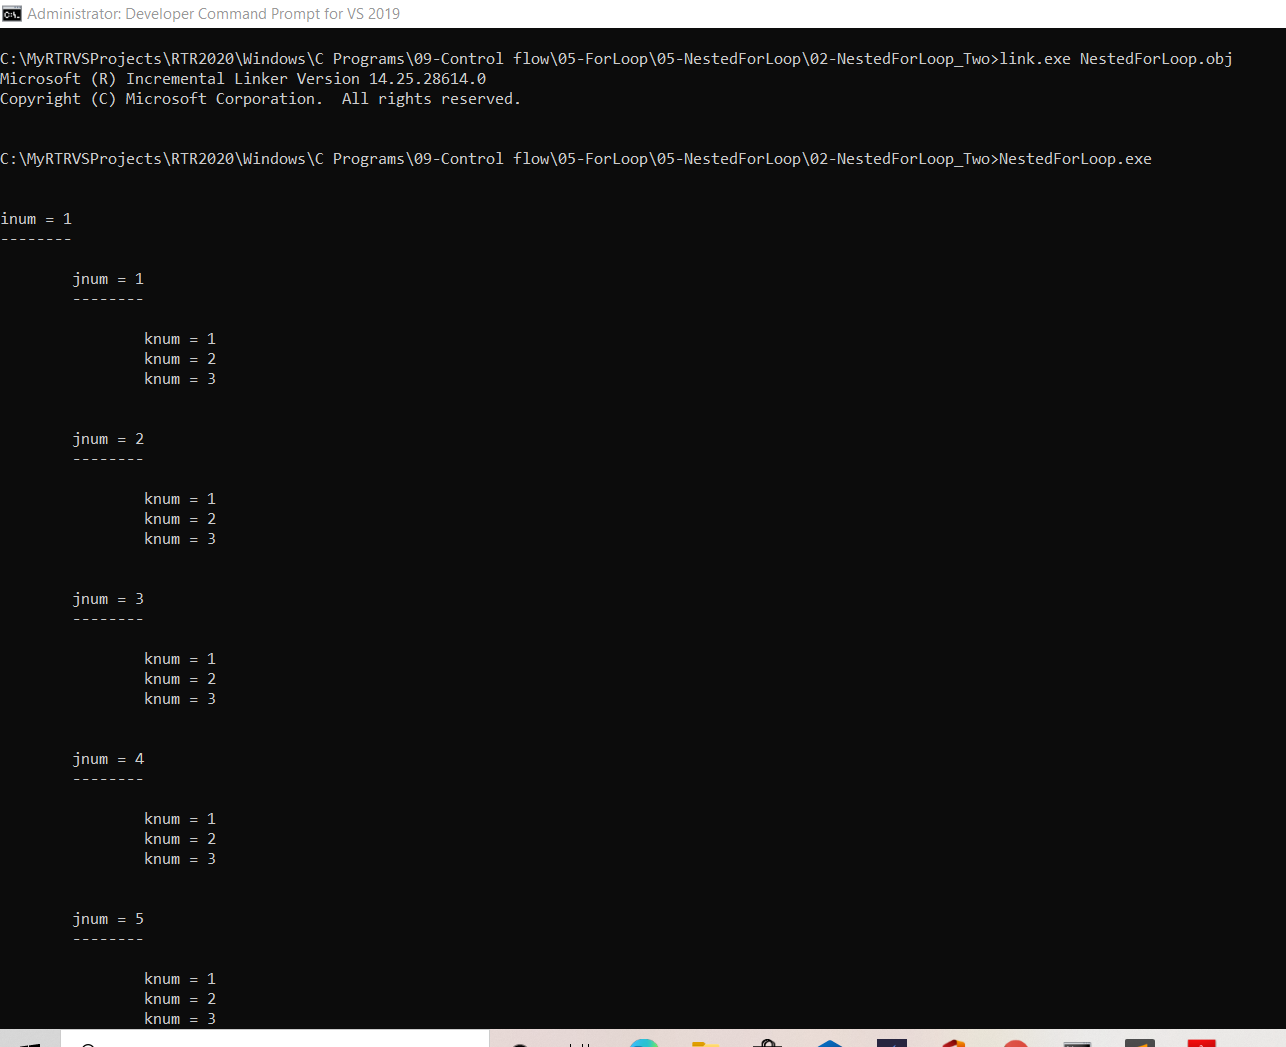 Administrator: Developer Command Prompt for VS 2019
C:\MyRTRVSProjects\RTR2020\Windows\C Programs\09-Control flow\05-ForLoop\05-NestedForLoop\02-NestedForLoop_Two>link.exe NestedForLoop.obj
Microsoft (R) Incremental Linker Version 14.25.28614.0
Copyright (C) Microsoft Corporation.  All rights reserved.
C:\MyRTRVSProjects\RTR2020\Windows\C Programs\09-Control flow\05-ForLoop\05-NestedForLoop\02-NestedForLoop_Two>NestedForLoop.exe
inum = 1
--------
jnum = 1
--------
knum = 1
knum = 2
knum = 3
jnum = 2
--------
knum = 1
knum = 2
knum = 3
jnum = 3
--------
knum = 1
knum = 2
knum = 3
jnum = 4
--------
knum = 1
knum = 2
knum = 3
jnum = 5
--------
knum = 1
knum = 2
knum = 3